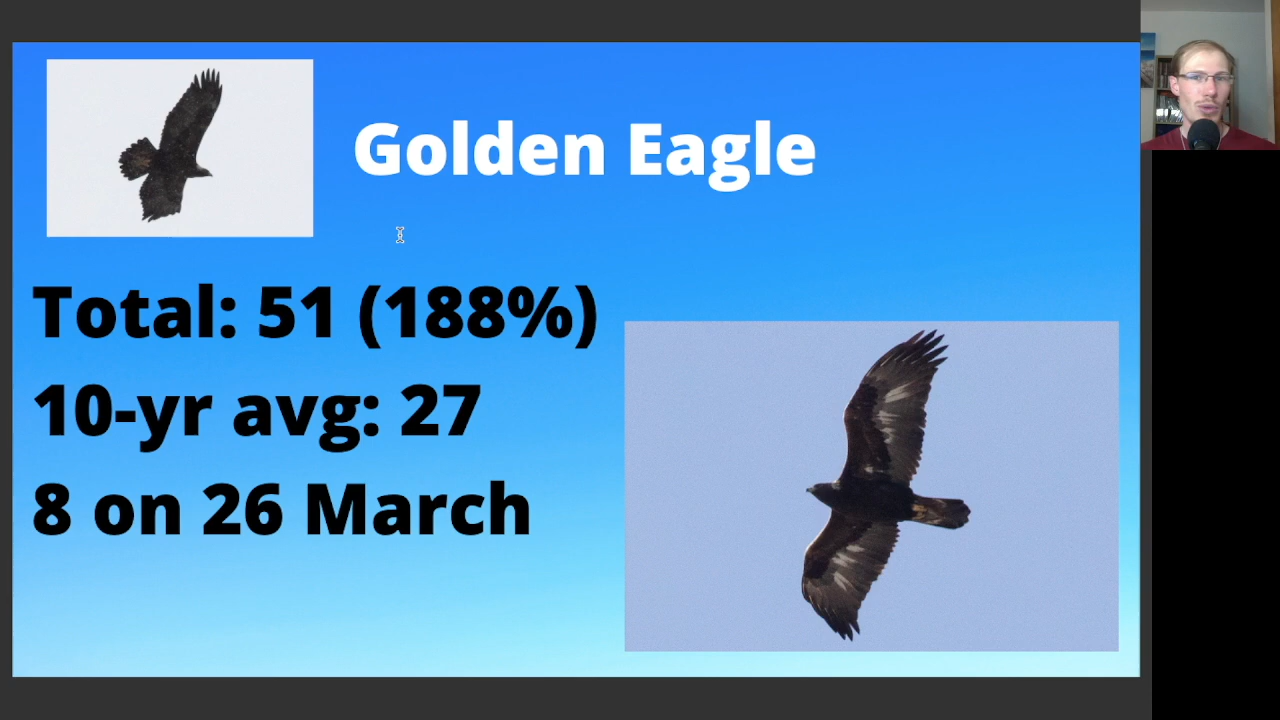 Golden Eagle
Total: 51 (188%)
10-yr avg: 27
8 on 26 March